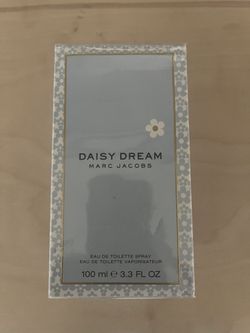 DAISY DREAM
MARC JACOBS
EAU DE TOILETTE SPRAY
EAU DE TOILETTE VAPORISATEUR
100 ml ℮ 3.3 FL OZ